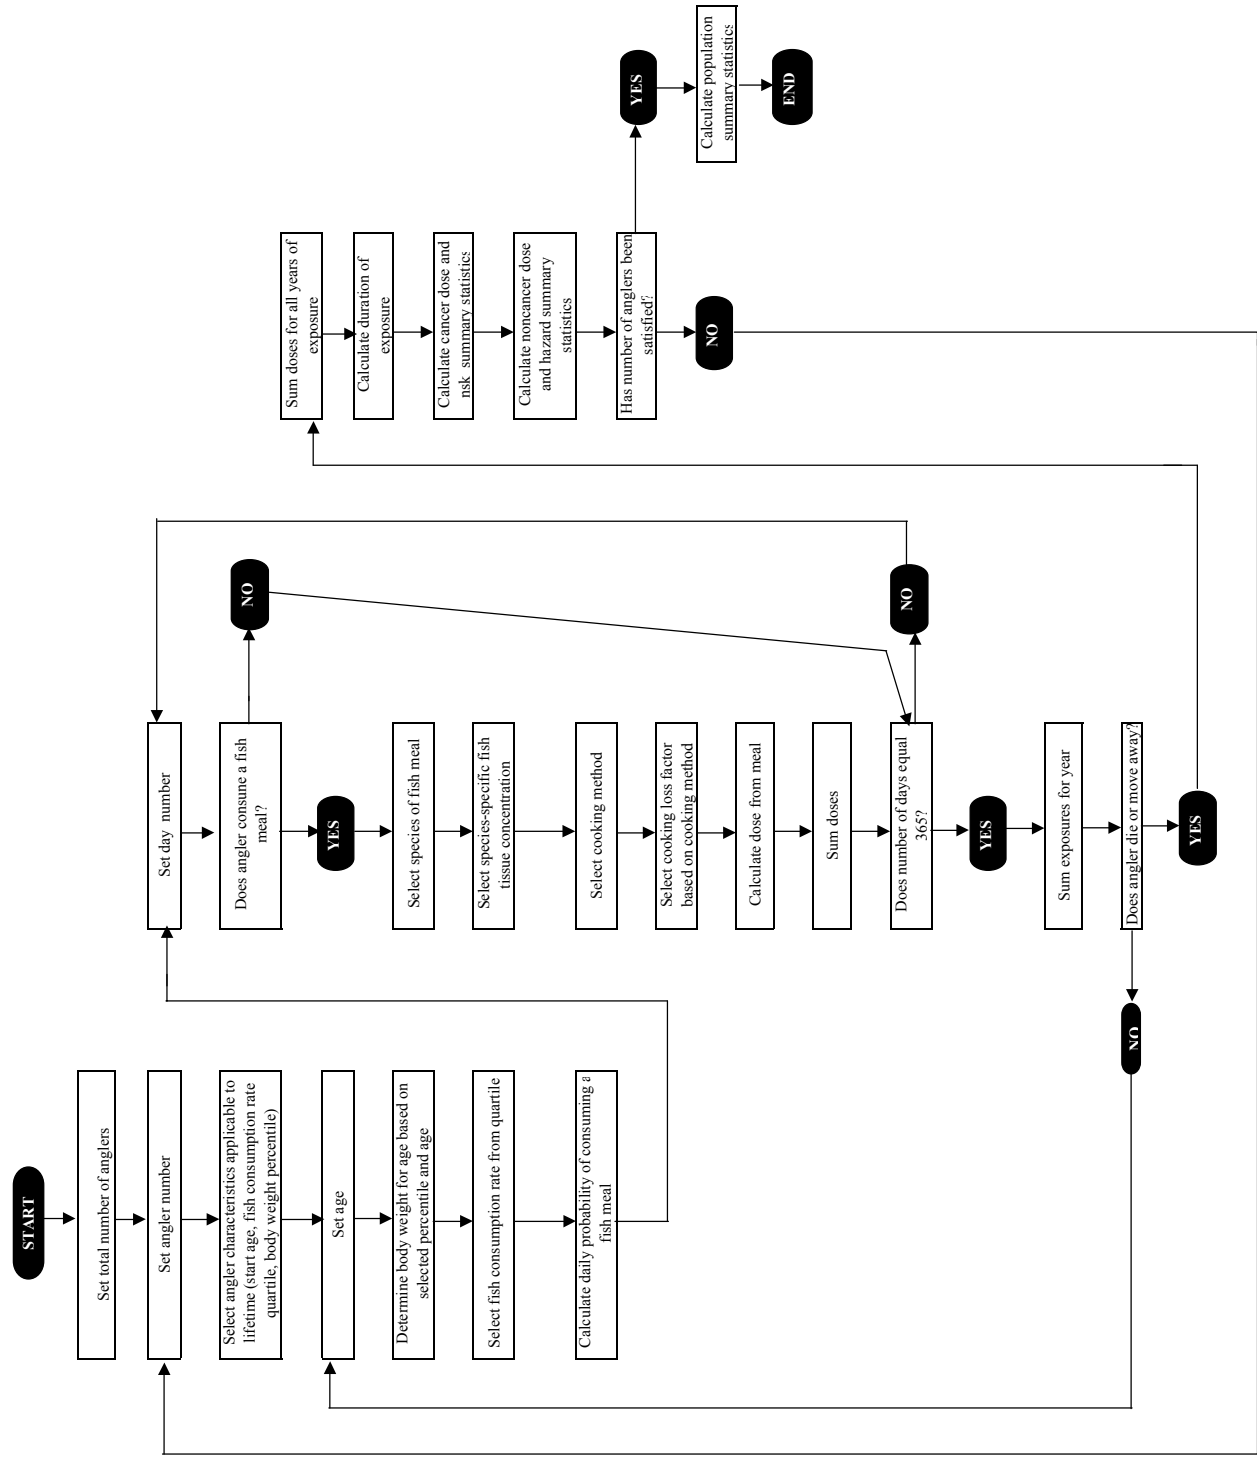 START
Set total number of anglers
Set angler number
Select angler characteristics applicable to
lifetime (start age, fish consumption rate
quartile, body weight percentile)
Set age
Determine body weight for age based on
selected percentile and age
Select fish consumption rate from quartile
Calculate daily probability of consuming a
fish meal
Set day number
Does angler consune a fish
meal?
NO
YES
Select species of fish meal
Select species-specific fish
tissue concentration
Select cooking method
Select cooking loss factor
based on cooking method
Calculate dose from meal
Sum doses
Does number of days equal
365?
NO
YES
Sum exposures for year
Does angler die or move away?
NO
YES
Sum doses for all years of
exposure
Calculate duration of
exposure
Calculate cancer dose and
risk summary statistics
Calculate noncancer dose
and hazard summary
statistics
Has number of anglers been
satisfied?
NO
YES
Calculate population
summary statistics
END